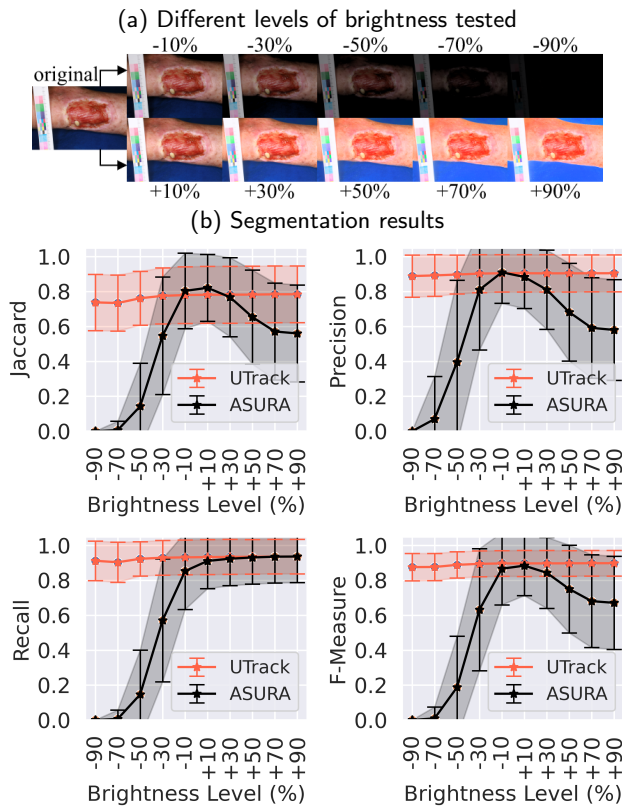 (a) Different levels of brightness tested
-10% -30% -50% -70% -90%
original
+10% +30% +50% +70% +90%
(b) Segmentation results
Jaccard
1.0
0.8
0.6
0.4
0.2
0.0
UTrack
ASURA
-90 -70 -50 -30 -10 +10 +30 +50 +70 +90
Brightness Level (%)
Precision
1.0
0.8
0.6
0.4
0.2
0.0
UTrack
ASURA
-90 -70 -50 -30 -10 +10 +30 +50 +70 +90
Brightness Level (%)
Recall
1.0
0.8
0.6
0.4
0.2
0.0
UTrack
ASURA
-90 -70 -50 -30 -10 +10 +30 +50 +70 +90
Brightness Level (%)
F-Measure
1.0
0.8
0.6
0.4
0.2
0.0
UTrack
ASURA
-90 -70 -50 -30 -10 +10 +30 +50 +70 +90
Brightness Level (%)